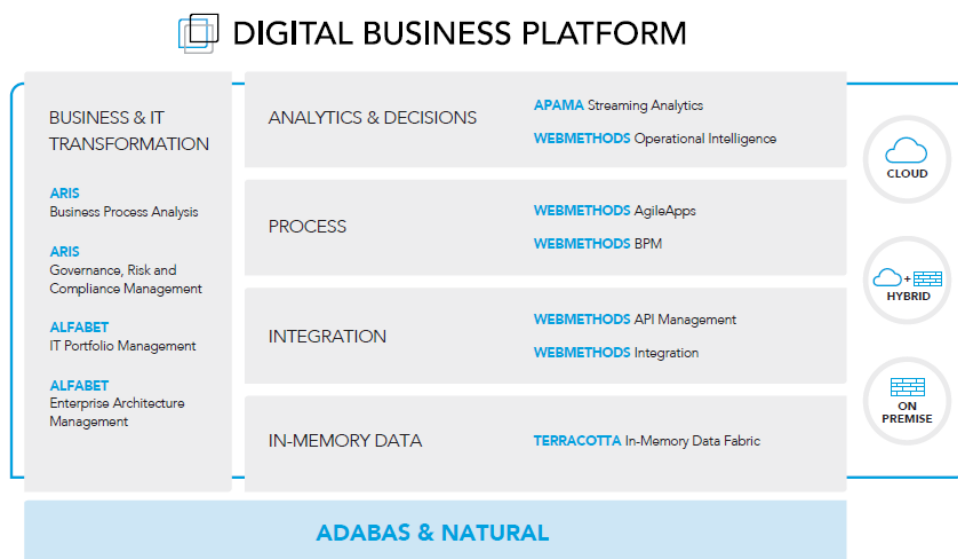 DIGITAL BUSINESS PLATFORM
BUSINESS & IT
TRANSFORMATION
ARIS
Business Process Analysis
ARIS
Governance, Risk and
Compliance Management
ALFABET
IT Portfolio Management
ALFABET
Enterprise Architecture
Management
ANALYTICS & DECISIONS
APAMA Streaming Analytics
WEBMETHODS Operational Intelligence
PROCESS
WEBMETHODS AgileApps
WEBMETHODS BPM
INTEGRATION
WEBMETHODS API Management
WEBMETHODS Integration
IN-MEMORY DATA
TERRACOTTA In-Memory Data Fabric
CLOUD
+
HYBRID
ON
PREMISE
ADABAS & NATURAL